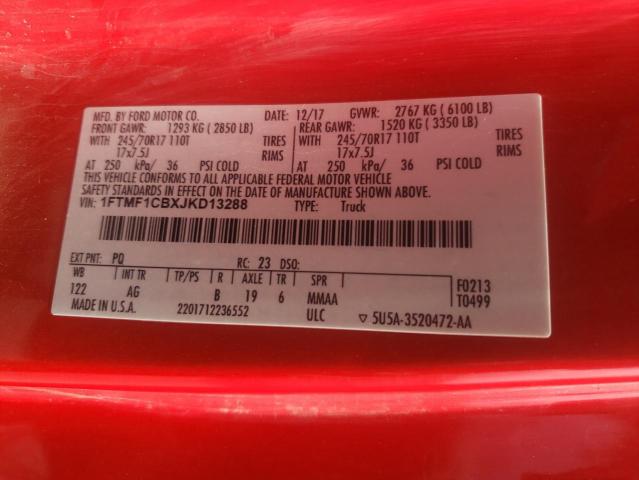 MFD. BY FORD MOTOR CO. DATE: 12/17 GVWR: 2767 KG ( 6100 LB)
FRONT GAWR: 1293 KG ( 2850 LB) REAR GAWR: 1520 KG ( 3350 LB)
WITH 245/70R17 110T TIRES WITH 245/70R17 110T TIRES
17x7.5J RIMS 17x7.5J RIMS
AT 250 kPa/ 36 PSI COLD AT 250 kPa/ 36 PSI COLD
THIS VEHICLE CONFORMS TO ALL APPLICABLE FEDERAL MOTOR VEHICLE
SAFETY STANDARDS IN EFFECT ON THE DATE OF MANUFACTURE SHOWN ABOVE.
VIN: 1FTMF1CBXJKD13288 TYPE: Truck
EXT PNT: PQ RC: 23 DSO:
WB INT TR TP/PS R AXLE TR SPR F0213
122 AG B 19 6 MMAA T0499
MADE IN U.S.A. 2201712236552 ULC ▽ 5U5A-3520472-AA